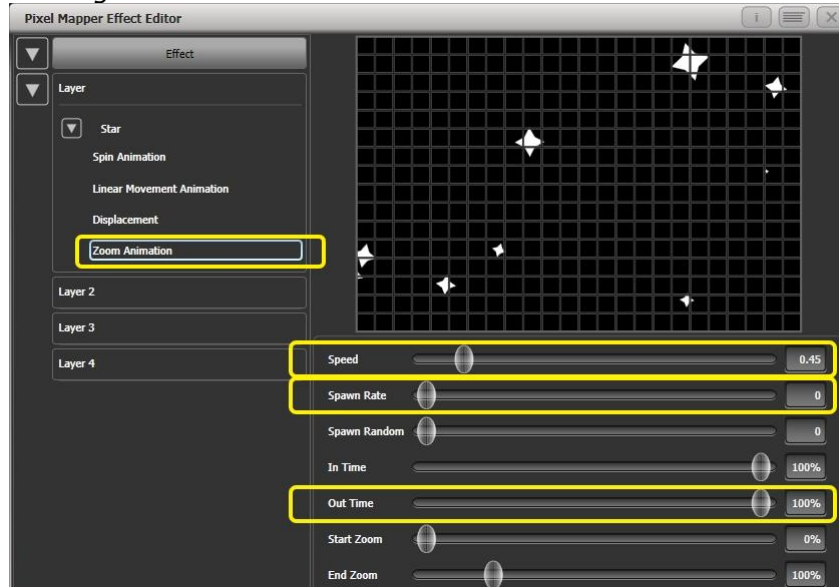 Pixel Mapper Effect Editor
i
Effect
Layer
Star
Spin Animation
Linear Movement Animation
Displacement
Zoom Animation
Layer 2
Layer 3
Layer 4
Speed 0.45
Spawn Rate 0
Spawn Random 0
In Time 100%
Out Time 100%
Start Zoom 0%
End Zoom 100%